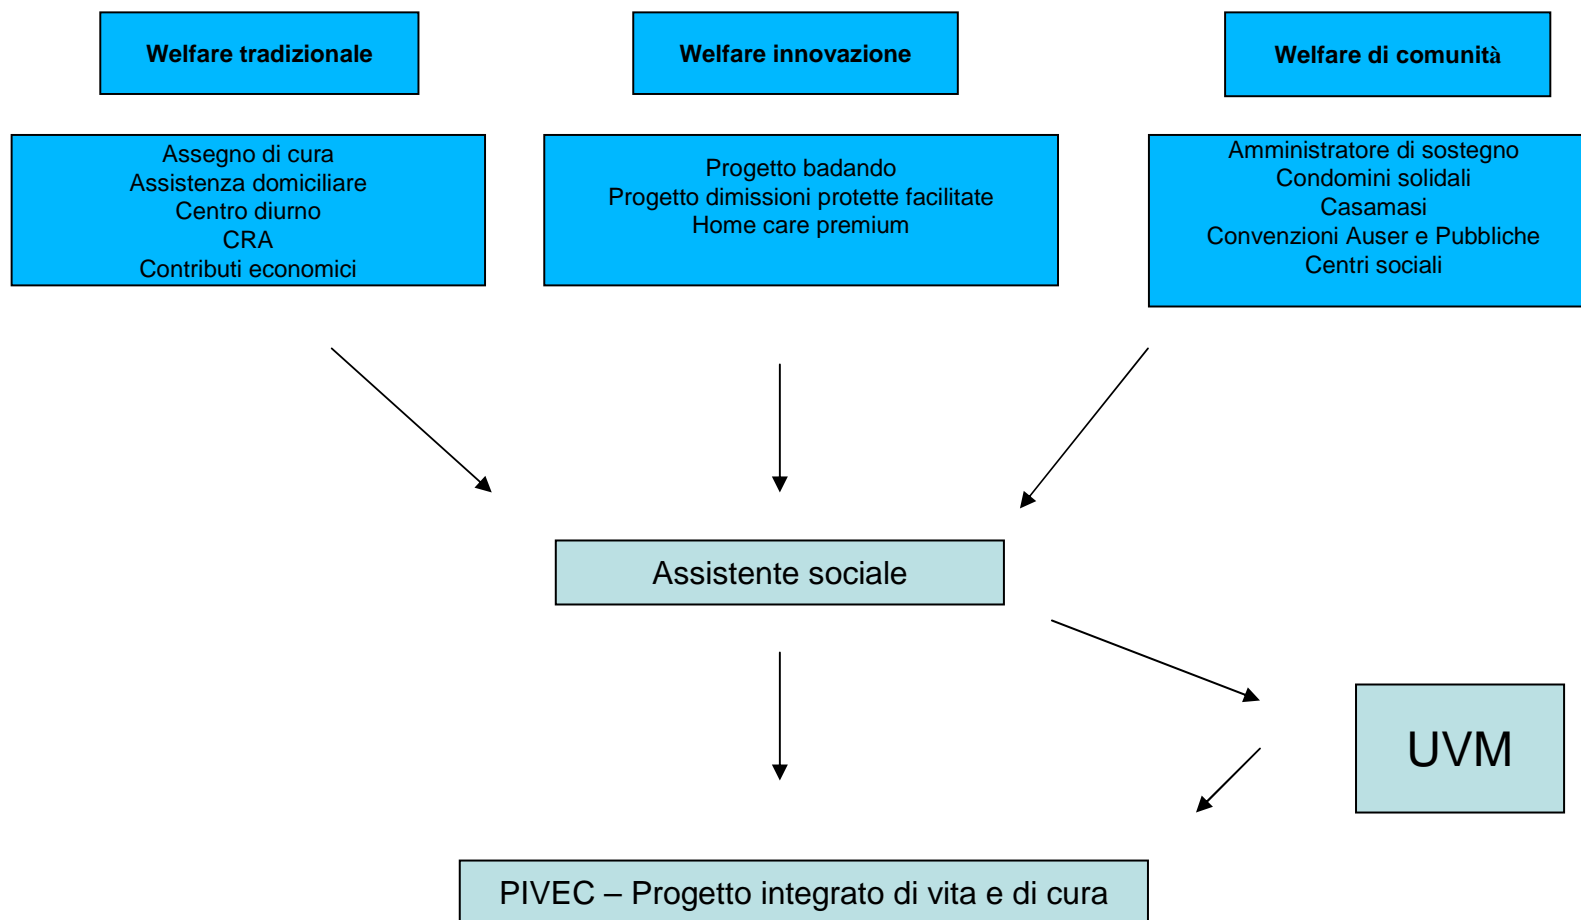 Welfare tradizionale
Welfare innovazione
Welfare di comunità
Assegno di cura
Assistenza domiciliare
Centro diurno
CRA
Contributi economici
Progetto badando
Progetto dimissioni protette facilitate
Home care premium
Amministratore di sostegno
Condomini solidali
Casamasi
Convenzioni Auser e Pubbliche
Centri sociali
Assistente sociale
UVM
PIVEC – Progetto integrato di vita e di cura